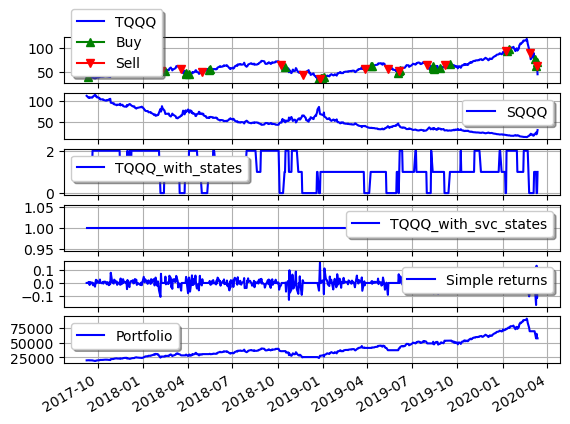 TQQQ
Buy
Sell
100
50
SQQQ
100
50
TQQQ_with_states
2
0
TQQQ_with_svc_states
1.05
1.00
0.95
Simple returns
0.1
0.0
−0.1
Portfolio
75000
50000
25000
2017-10 2018-01 2018-04 2018-07 2018-10 2019-01 2019-04 2019-07 2019-10 2020-01 2020-04